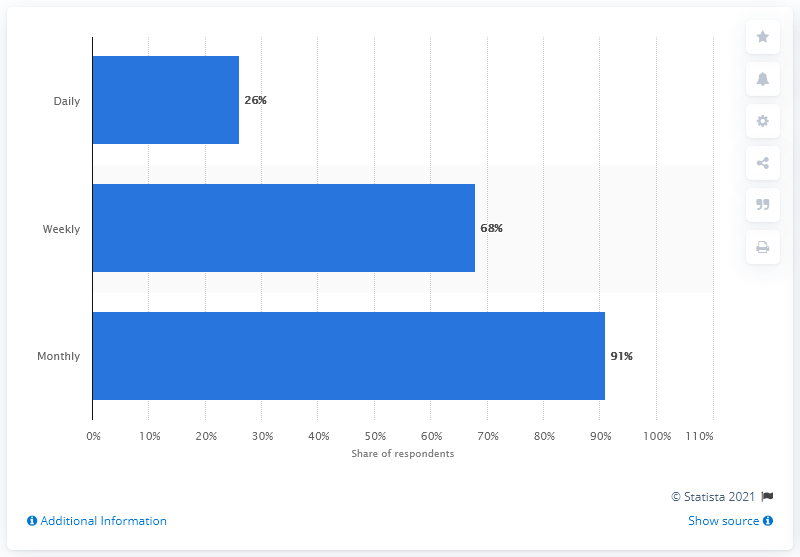 Daily
26%
Weekly
68%
Monthly
91%
0% 10% 20% 30% 40% 50% 60% 70% 80% 90% 100% 110%
Share of respondents
© Statista 2021
Additional Information
Show source